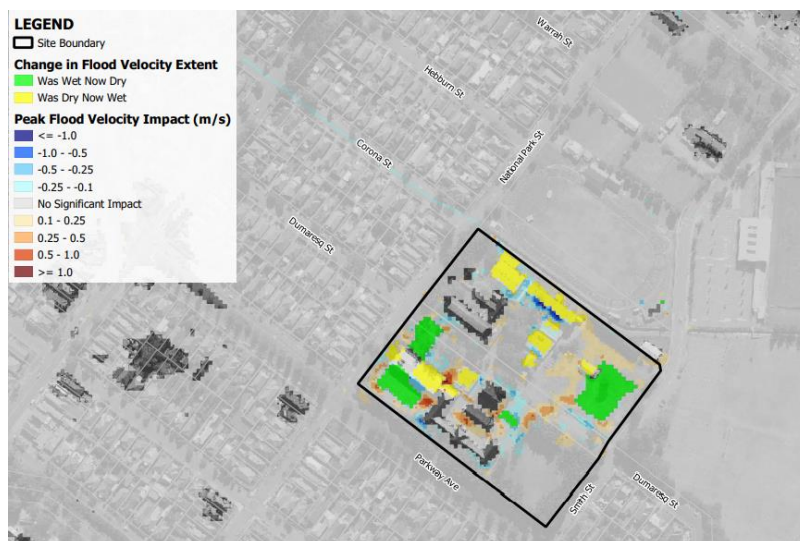 LEGEND
Site Boundary
Change in Flood Velocity Extent
Was Wet Now Dry
Was Dry Now Wet
Peak Flood Velocity Impact (m/s)
<= -1.0
-1.0 - -0.5
-0.5 - -0.25
-0.25 - -0.1
No Significant Impact
0.1 - 0.25
0.25 - 0.5
0.5 - 1.0
>= 1.0
Warrah St
Hebburn St
Corona St
National Park St
Dumaresq St
Parkway Ave
Smith St
Dumaresq St